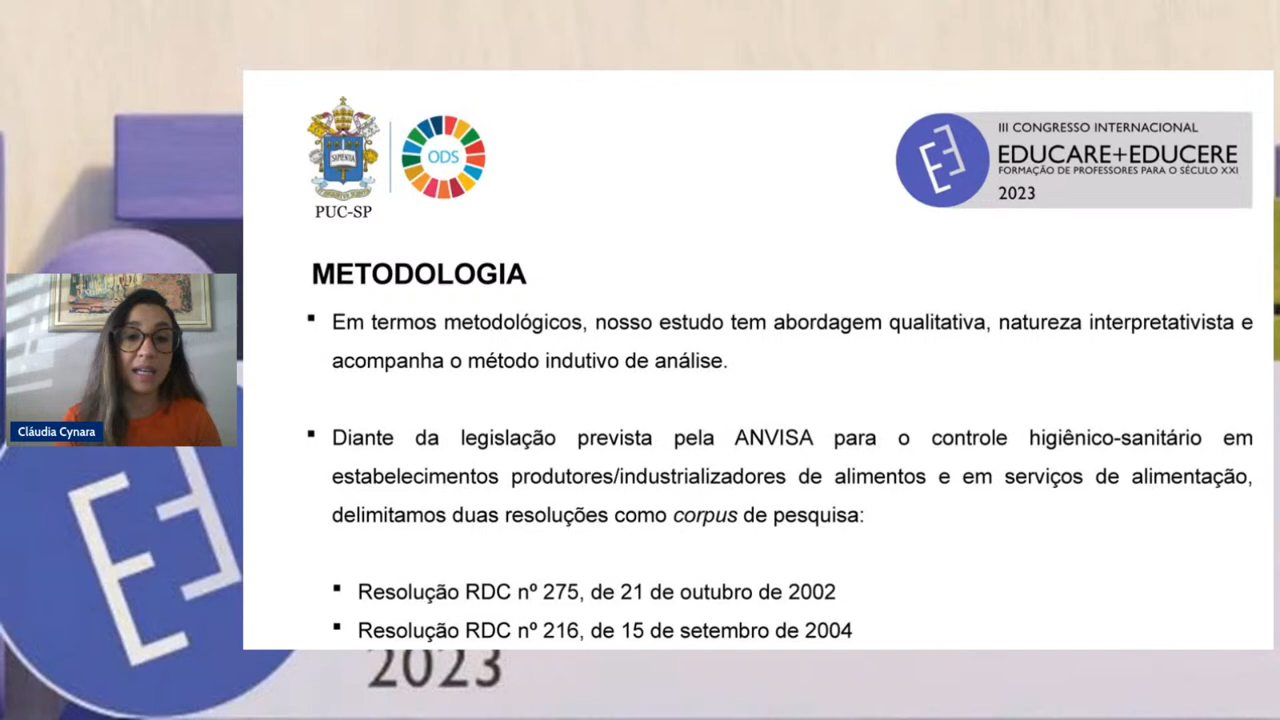 SAPIENTIA
PUC-SP
ODS
III CONGRESSO INTERNACIONAL
EDUCARE+EDUCERE
FORMAÇÃO DE PROFESSORES PARA O SÉCULO XXI
2023
METODOLOGIA
▪ Em termos metodológicos, nosso estudo tem abordagem qualitativa, natureza interpretativista e
acompanha o método indutivo de análise.
▪ Diante da legislação prevista pela ANVISA para o controle higiênico-sanitário em
estabelecimentos produtores/industrializadores de alimentos e em serviços de alimentação,
delimitamos duas resoluções como corpus de pesquisa:
▪ Resolução RDC nº 275, de 21 de outubro de 2002
▪ Resolução RDC nº 216, de 15 de setembro de 2004
Cláudia Cynara
2023